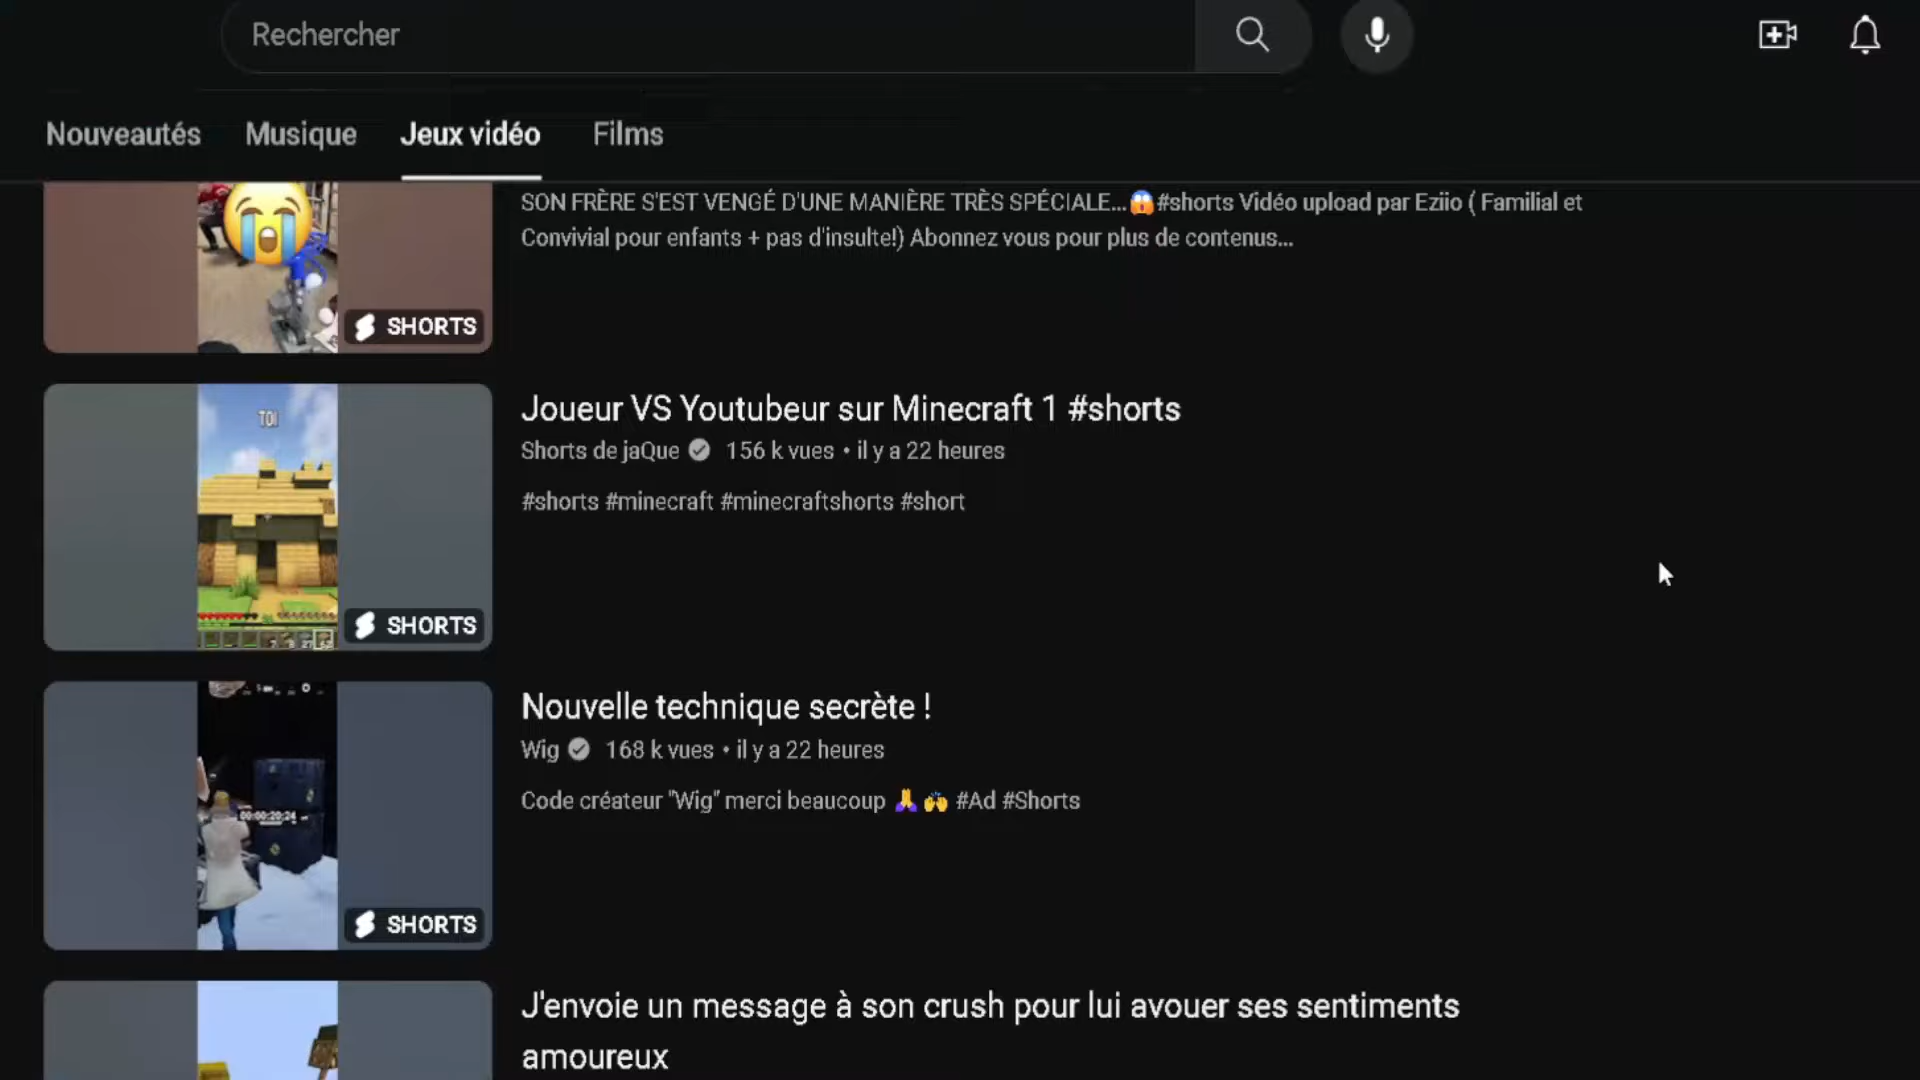 Rechercher
Nouveautés Musique Jeux vidéo Films
SON FRÈRE S'EST VENGÉ D'UNE MANIÈRE TRÈS SPÉCIALE...😱#shorts Vidéo upload par Eziio ( Familial et
Convivial pour enfants + pas d'insulte!) Abonnez vous pour plus de contenus...
SHORTS
TOI
Joueur VS Youtubeur sur Minecraft 1 #shorts
Shorts de jaQue 156 k vues • il y a 22 heures
#shorts #minecraft #minecraftshorts #short
SHORTS
Nouvelle technique secrète !
Wig 168 k vues • il y a 22 heures
Code créateur "Wig" merci beaucoup 🙏 🙌 #Ad #Shorts
00:00:20:24
SHORTS
J'envoie un message à son crush pour lui avouer ses sentiments
amoureux